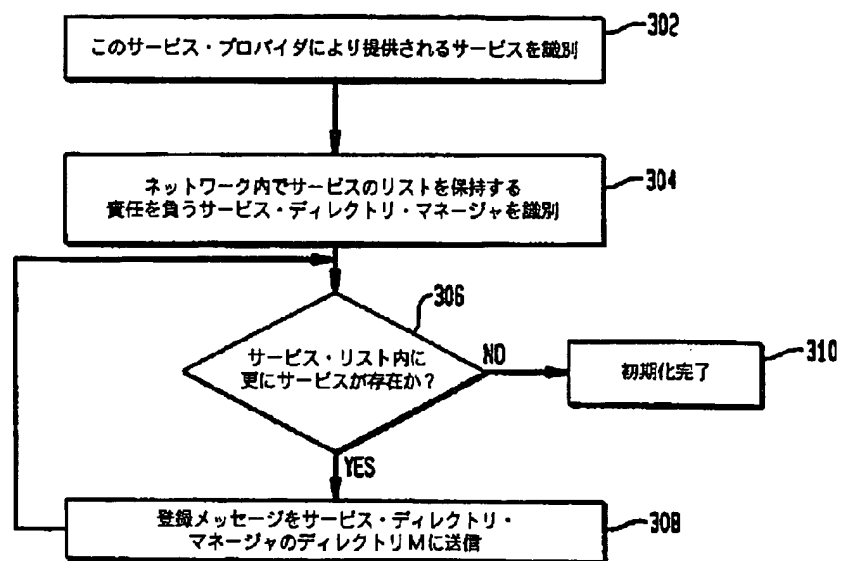 このサービス・プロバイダにより提供されるサービスを識別
302
ネットワーク内でサービスのリストを保持する
責任を負うサービス・ディレクトリ・マネージャを識別
304
306
サービス・リスト内に
更にサービスが存在か?
NO
初期化完了
310
YES
登録メッセージをサービス・ディレクトリ・
マネージャのディレクトリMに送信
308